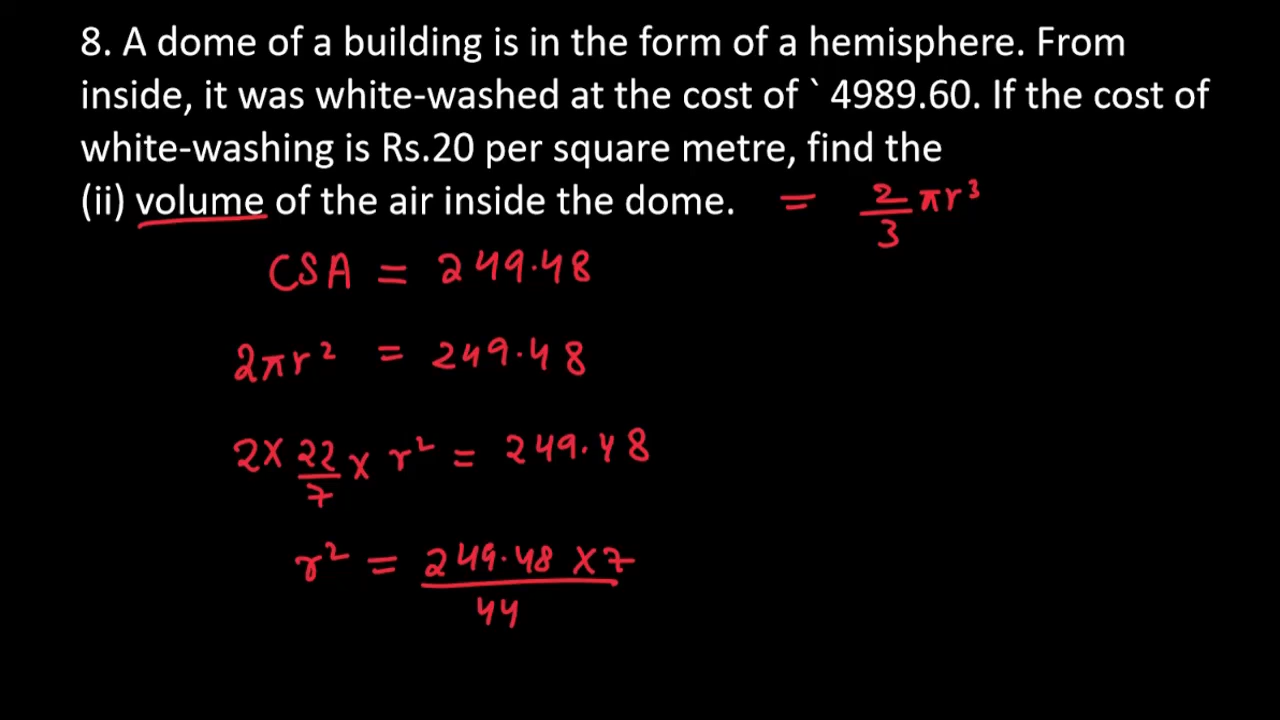 8. A dome of a building is in the form of a hemisphere. From
inside, it was white-washed at the cost of ` 4989.60. If the cost of
white-washing is Rs.20 per square metre, find the
(ii) volume of the air inside the dome. = 2/3 πr³
CSA = 249.48
2πr² = 249.48
2 × 22/7 × r² = 249.48
r² = 249.48 × 7 / 44